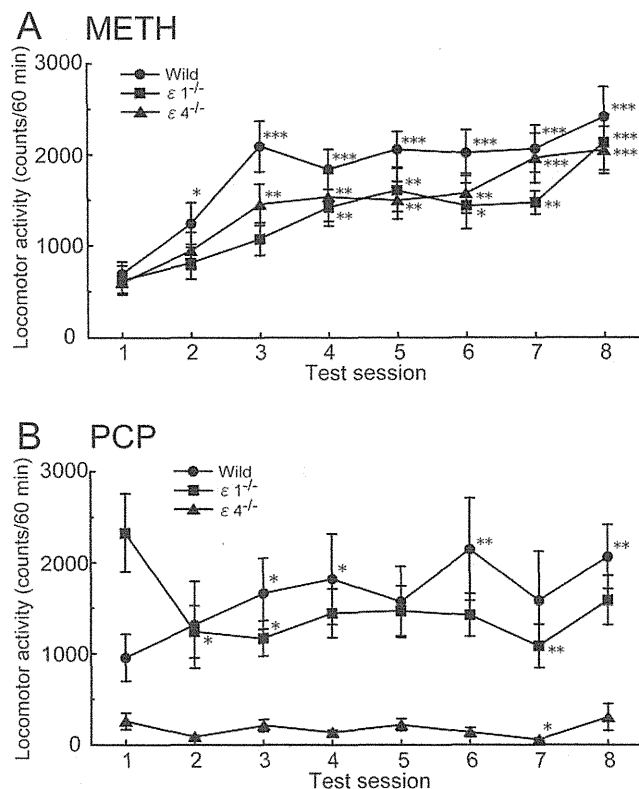 A METH
Locomotor activity (counts/60 min)
3000
2000
1000
0
Wild
ε 1-/-
ε 4-/-
*
***
**
***
**
**
***
**
**
***
**
*
***
***
**
***
***
***
1 2 3 4 5 6 7 8
Test session
B PCP
Locomotor activity (counts/60 min)
3000
2000
1000
0
Wild
ε 1-/-
ε 4-/-
*
*
*
*
**
**
*
**
1 2 3 4 5 6 7 8
Test session